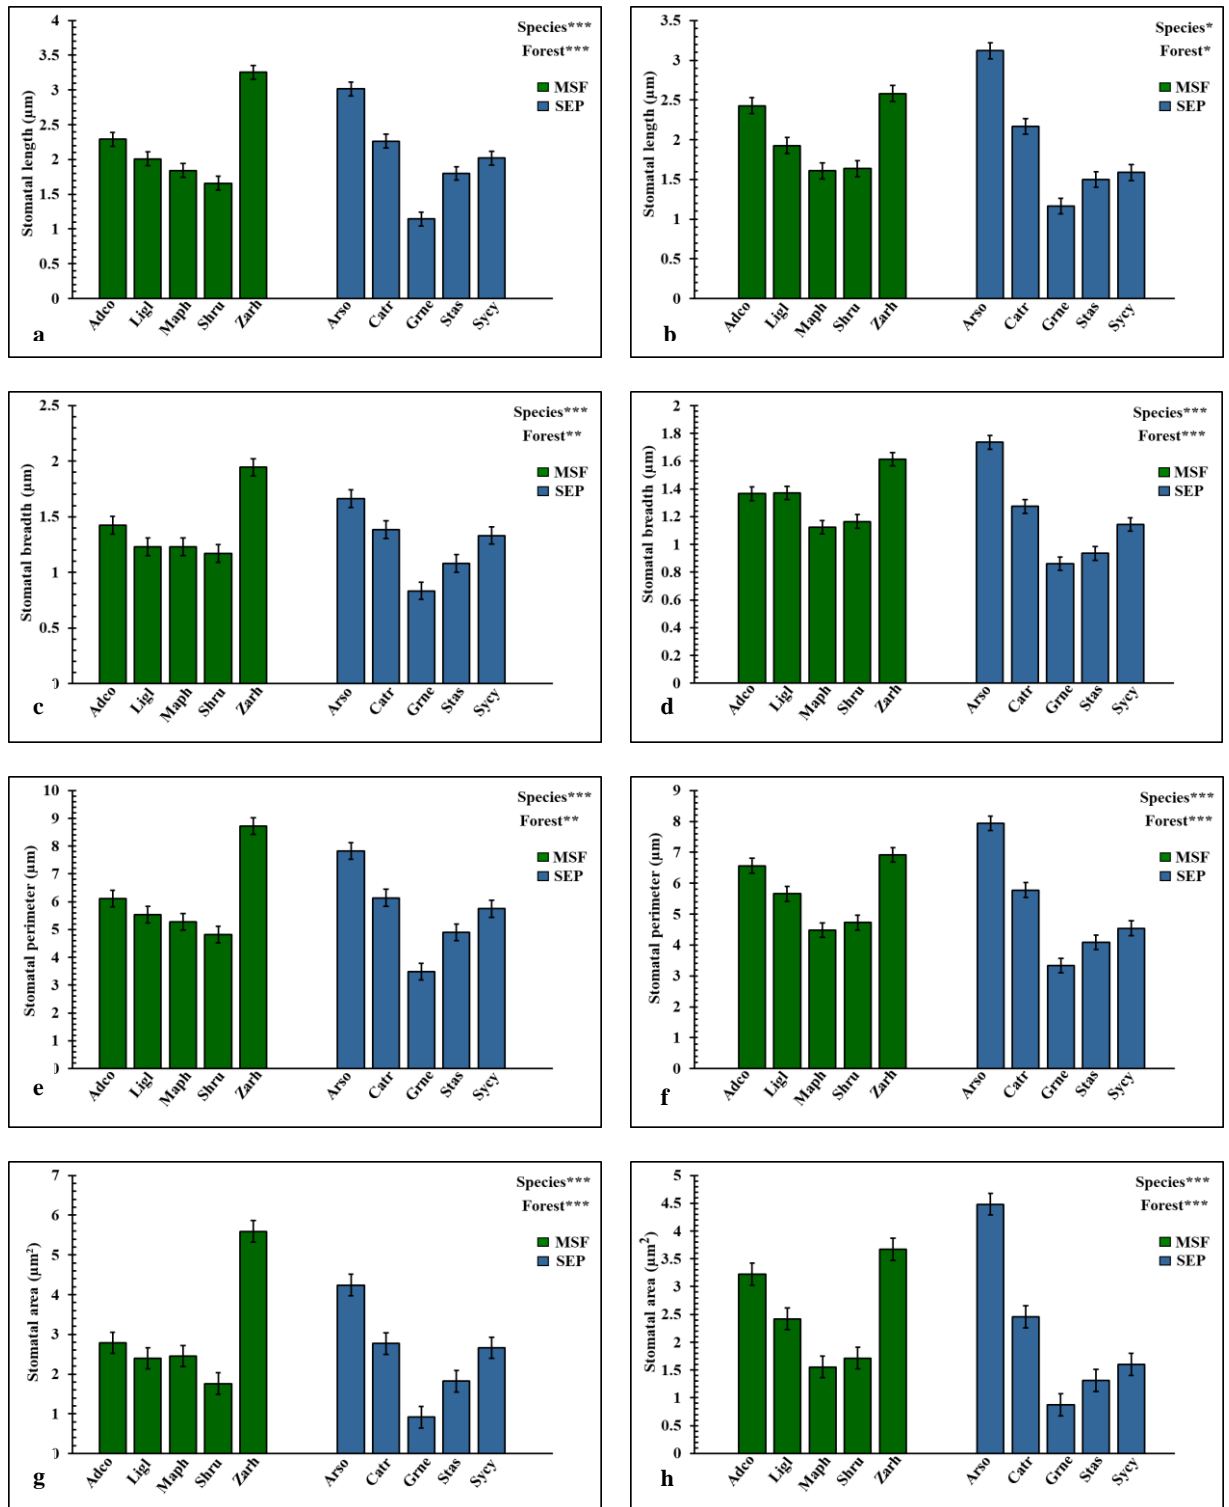 Species***
Forest***
MSF
SEP
Stomatal length (µm)
4
3.5
3
2.5
2
1.5
1
0.5
0
Adco Ligl Maph Shru Zarh Arso Catr Grne Stas Sycy
a
Species*
Forest*
MSF
SEP
Stomatal length (µm)
3.5
3
2.5
2
1.5
1
0.5
0
Adco Ligl Maph Shru Zarh Arso Catr Grne Stas Sycy
b
Species***
Forest**
MSF
SEP
Stomatal breadth (µm)
2.5
2
1.5
1
0.5
0
Adco Ligl Maph Shru Zarh Arso Catr Grne Stas Sycy
c
Species***
Forest***
MSF
SEP
Stomatal breadth (µm)
2
1.8
1.6
1.4
1.2
1
0.8
0.6
0.4
0.2
0
Adco Ligl Maph Shru Zarh Arso Catr Grne Stas Sycy
d
Species***
Forest**
MSF
SEP
Stomatal perimeter (µm)
10
9
8
7
6
5
4
3
2
1
0
Adco Ligl Maph Shru Zarh Arso Catr Grne Stas Sycy
e
Species***
Forest***
MSF
SEP
Stomatal perimeter (µm)
9
8
7
6
5
4
3
2
1
0
Adco Ligl Maph Shru Zarh Arso Catr Grne Stas Sycy
f
Species***
Forest***
MSF
SEP
Stomatal area (µm²)
7
6
5
4
3
2
1
0
Adco Ligl Maph Shru Zarh Arso Catr Grne Stas Sycy
g
Species***
Forest***
MSF
SEP
Stomatal area (µm²)
5
4.5
4
3.5
3
2.5
2
1.5
1
0.5
0
Adco Ligl Maph Shru Zarh Arso Catr Grne Stas Sycy
h